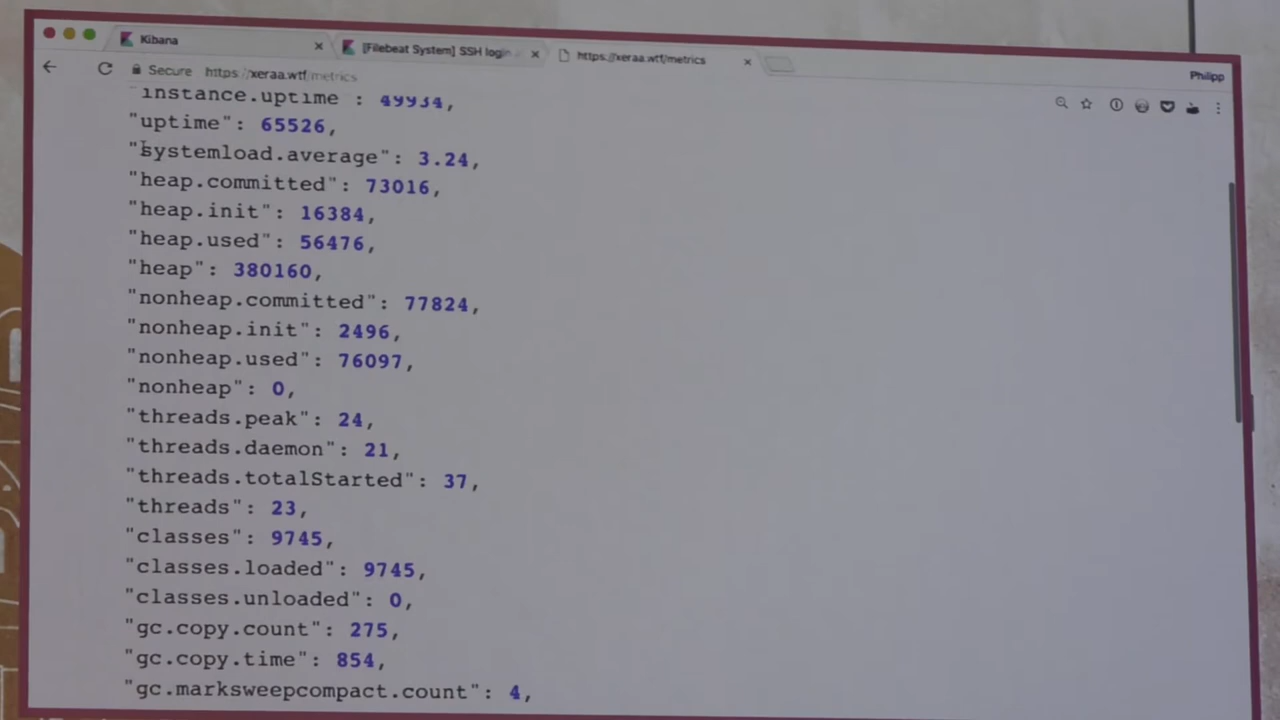 Kibana
[Filebeat System] SSH login
https://xeraa.wtf/metrics
Secure https://xeraa.wtf/metrics
Philipp
"instance.uptime : 49934,
"uptime": 65526,
"systemload.average": 3.24,
"heap.committed": 73016,
"heap.init": 16384,
"heap.used": 56476,
"heap": 380160,
"nonheap.committed": 77824,
"nonheap.init": 2496,
"nonheap.used": 76097,
"nonheap": 0,
"threads.peak": 24,
"threads.daemon": 21,
"threads.totalStarted": 37,
"threads": 23,
"classes": 9745,
"classes.loaded": 9745,
"classes.unloaded": 0,
"gc.copy.count": 275,
"gc.copy.time": 854,
"gc.marksweepcompact.count": 4,